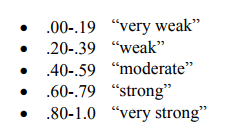 • .00-.19 “very weak”
• .20-.39 “weak”
• .40-.59 “moderate”
• .60-.79 “strong”
• .80-1.0 “very strong”